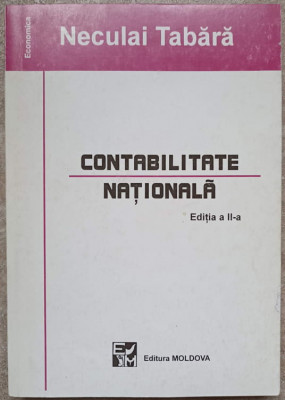 Economica
Neculai Tabără
CONTABILITATE
NAȚIONALĂ
Ediția a II-a
Editura MOLDOVA